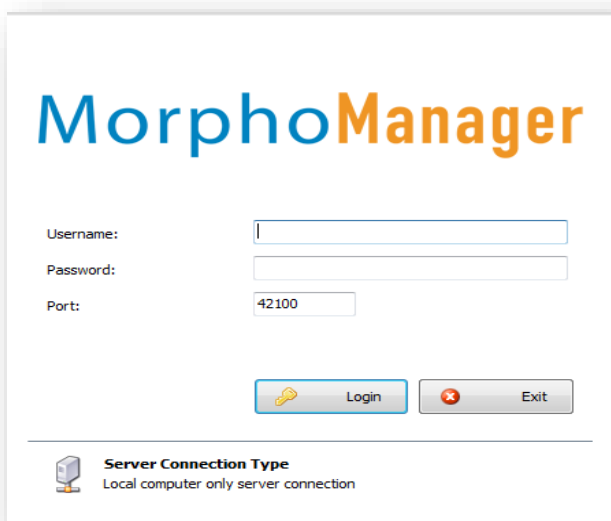 MorphoManager
Username:
Password:
Port: 42100
Login Exit
Server Connection Type
Local computer only server connection